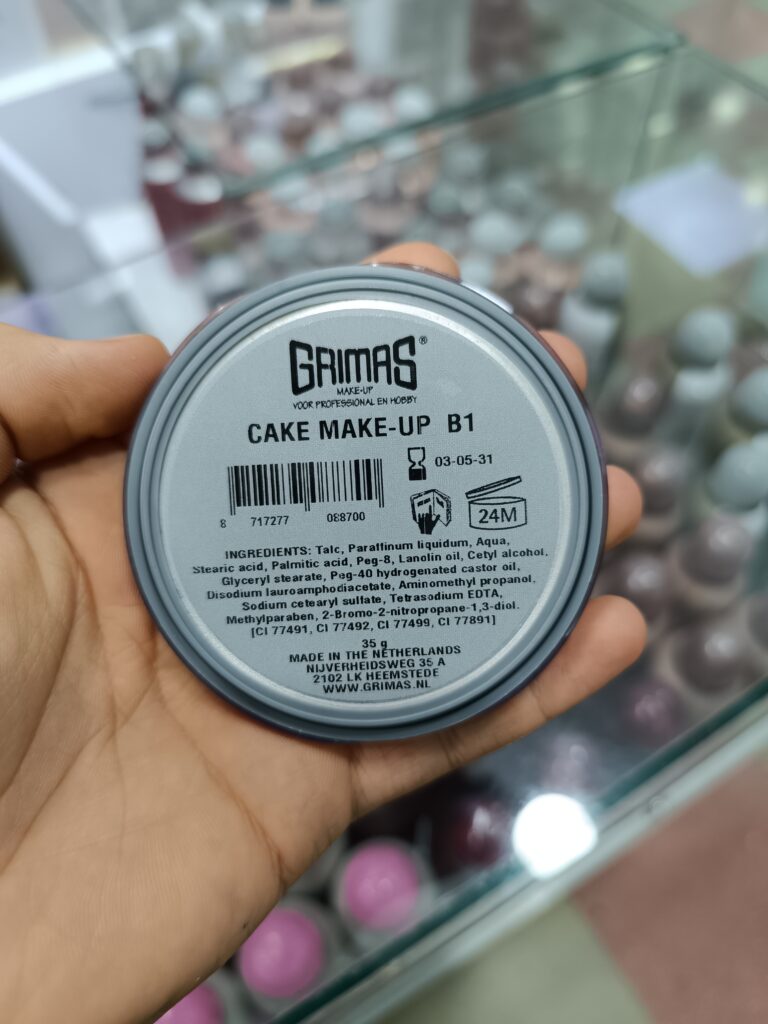 GRIMAS®
MAKE-UP
VOOR PROFESSIONAL EN HOBBY
CAKE MAKE-UP B1
03-05-31
24M
8 717277 088700
INGREDIENTS: Talc, Paraffinum liquidum, Aqua,
Stearic acid, Palmitic acid, Peg-8, Lanolin oil, Cetyl alcohol,
Glyceryl stearate, Peg-40 hydrogenated castor oil,
Disodium lauroamphodiacetate, Aminomethyl propanol,
Sodium cetearyl sulfate, Tetrasodium EDTA,
Methylparaben, 2-Bromo-2-nitropropane-1,3-diol.
[CI 77491, CI 77492, CI 77499, CI 77891]
35 g
MADE IN THE NETHERLANDS
NIJVERHEIDSWEG 35 A
2102 LK HEEMSTEDE
WWW.GRIMAS.NL